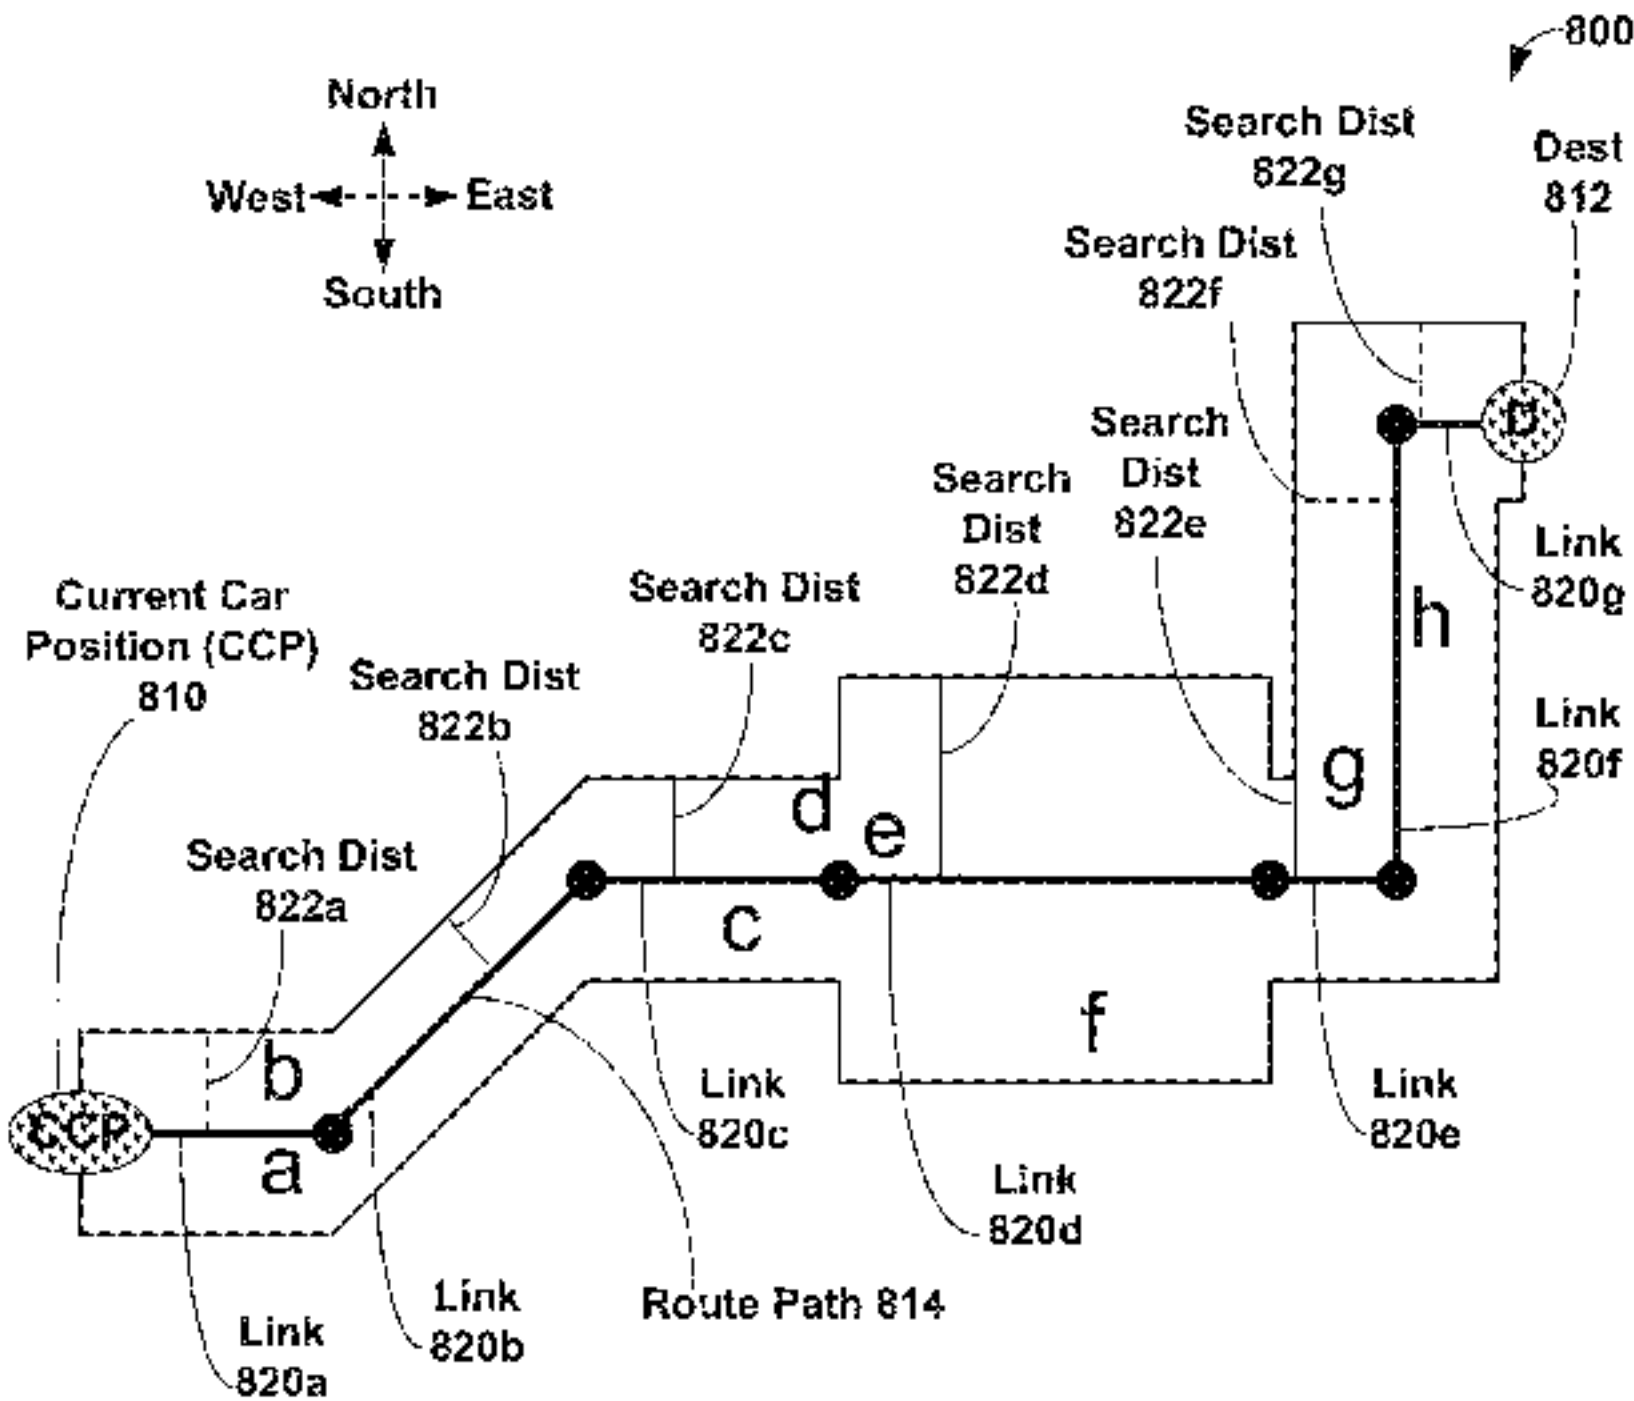 800
North
West
East
South
Search Dist
822g
Dest
812
Search Dist
822f
D
Search
Dist
822e
Search
Dist
822d
Link
820g
h
Current Car
Position (CCP)
810
Search Dist
822c
Search Dist
822b
Link
820f
g
d
e
Search Dist
822a
c
f
b
CCP
a
Link
820c
Link
820e
Link
820d
Route Path 814
Link
820b
Link
820a